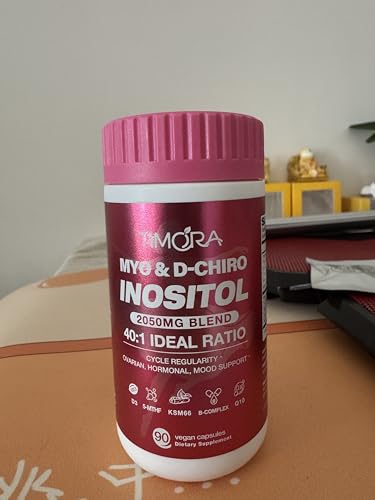 TIMORA
MYO & D-CHIRO
INOSITOL
2050MG BLEND
40:1 IDEAL RATIO
CYCLE REGULARITY
OVARIAN, HORMONAL, MOOD SUPPORT
D3 5-MTHF KSM66 B-COMPLEX Q10
90 vegan capsules
Dietary Supplement